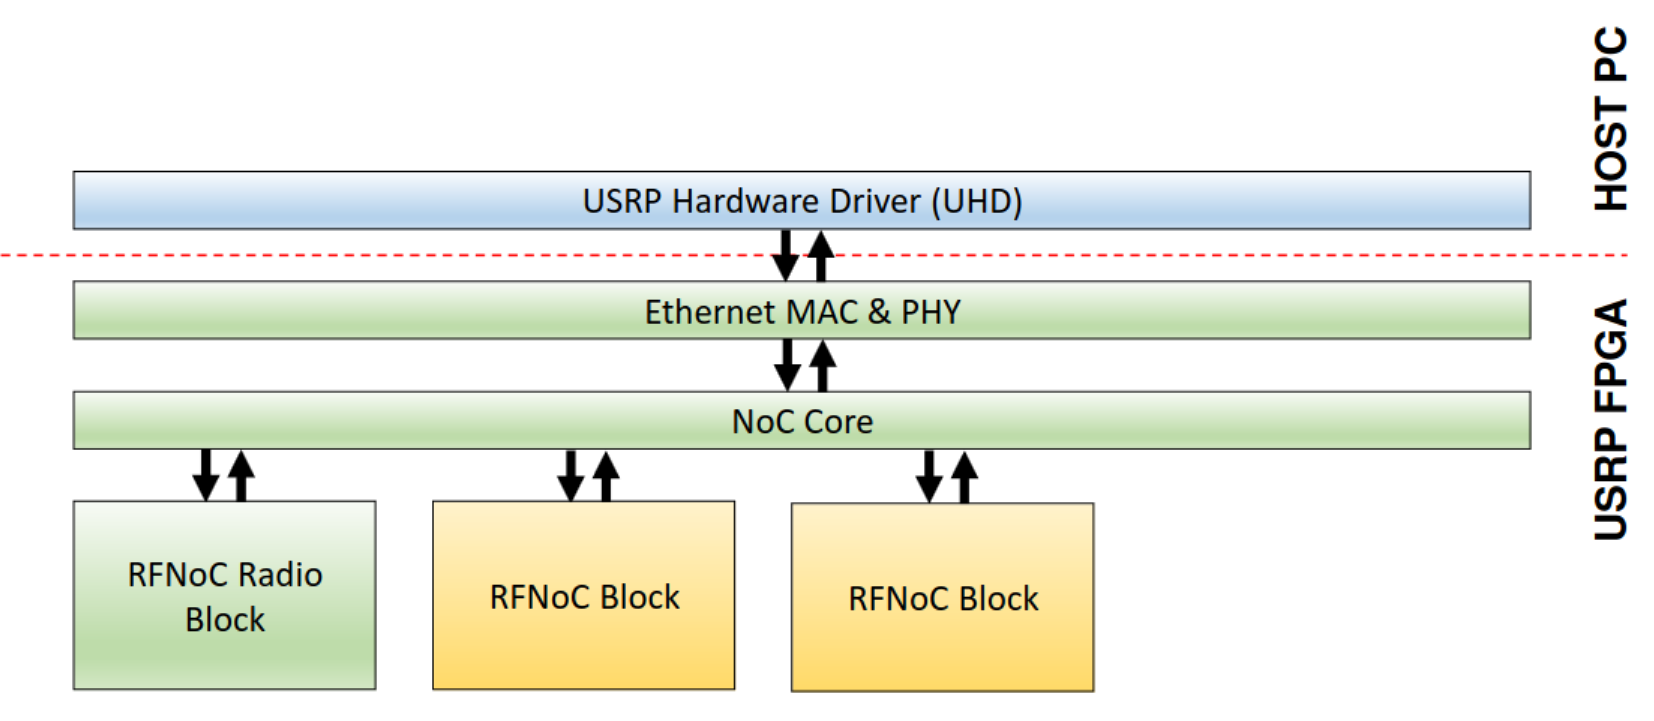 HOST PC
USRP Hardware Driver (UHD)
Ethernet MAC & PHY
NoC Core
USRP FPGA
RFNoC Radio
Block
RFNoC Block
RFNoC Block